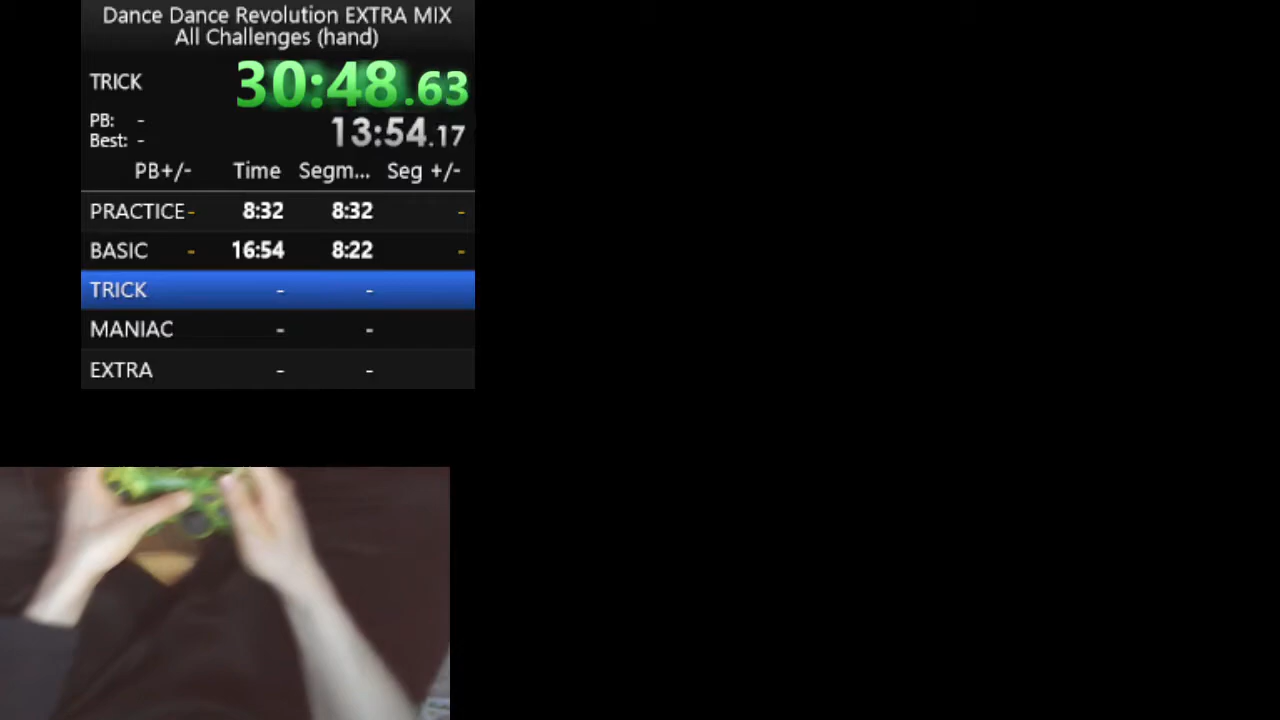 Dance Dance Revolution EXTRA MIX
All Challenges (hand)
TRICK 30:48.63
PB: - 13:54.17
Best: -
PB+/- Time Segm... Seg +/-
PRACTICE - 8:32 8:32 -
BASIC - 16:54 8:22 -
TRICK - -
MANIAC - -
EXTRA - -